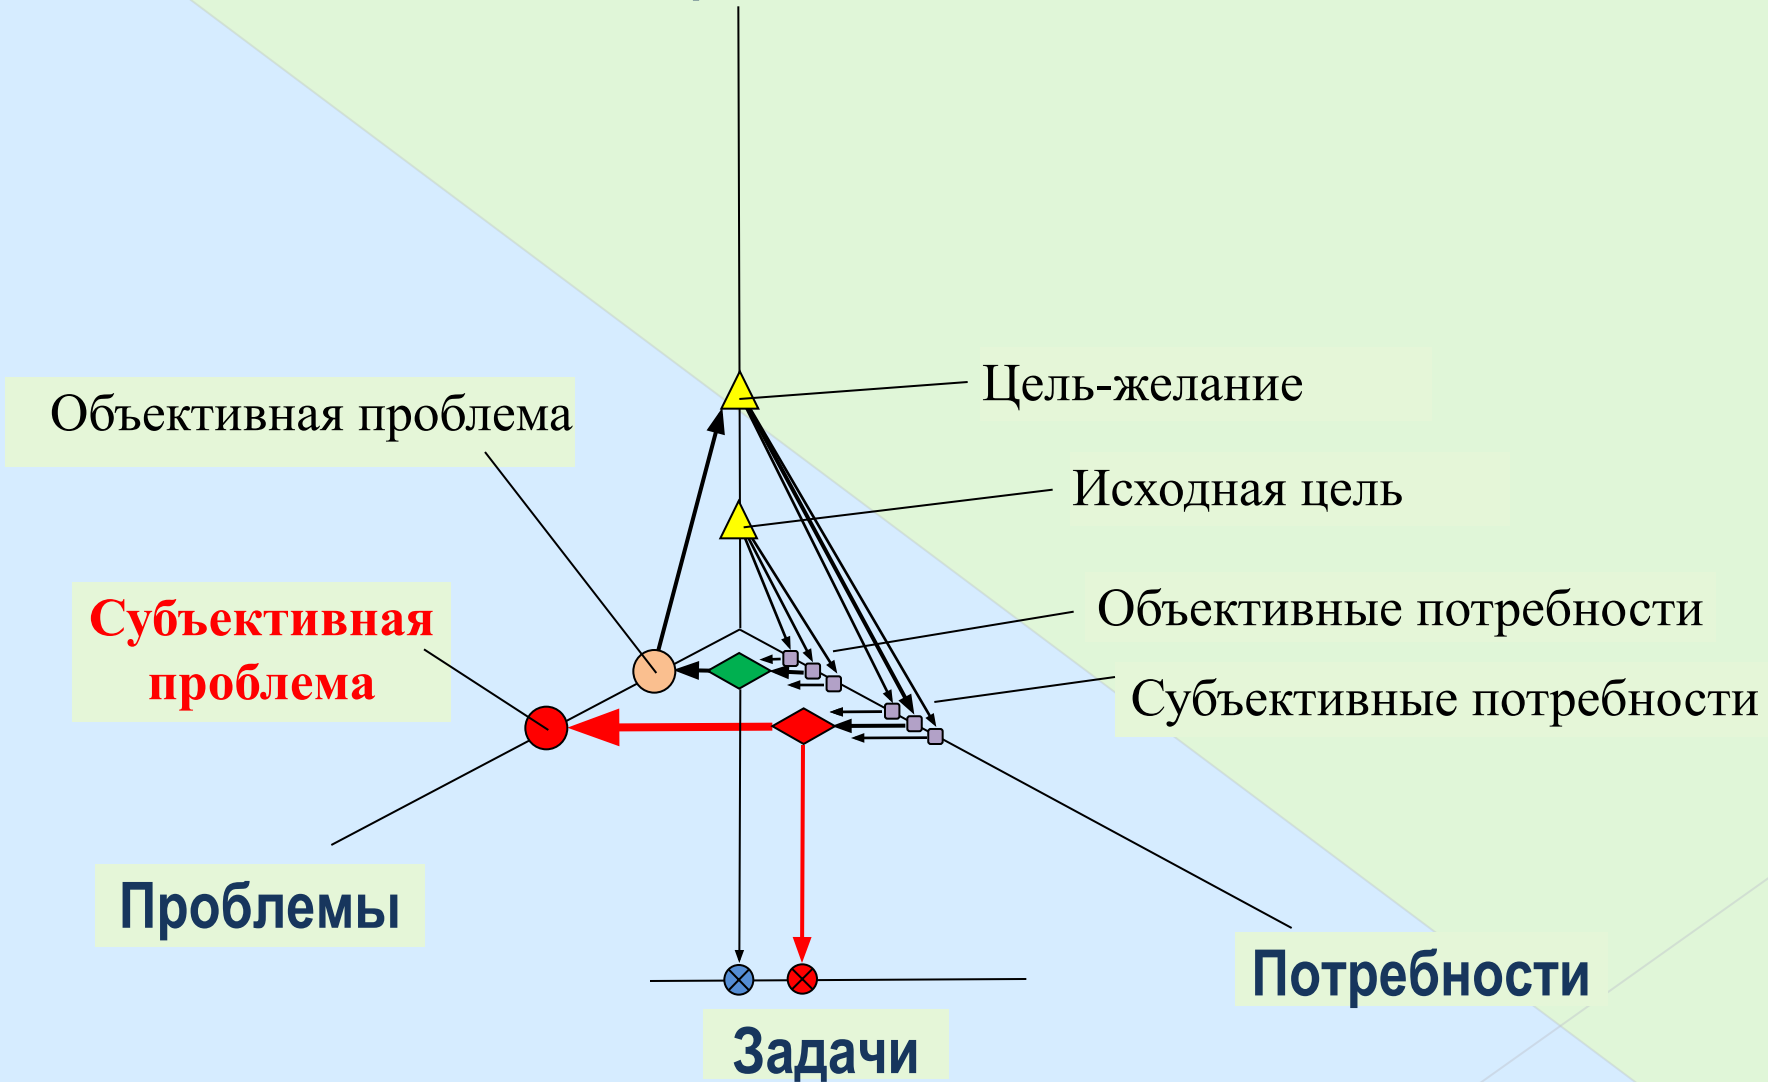 Цель-желание
Объективная проблема
Исходная цель
Объективные потребности
Субъективная
проблема
Субъективные потребности
Проблемы
Потребности
Задачи